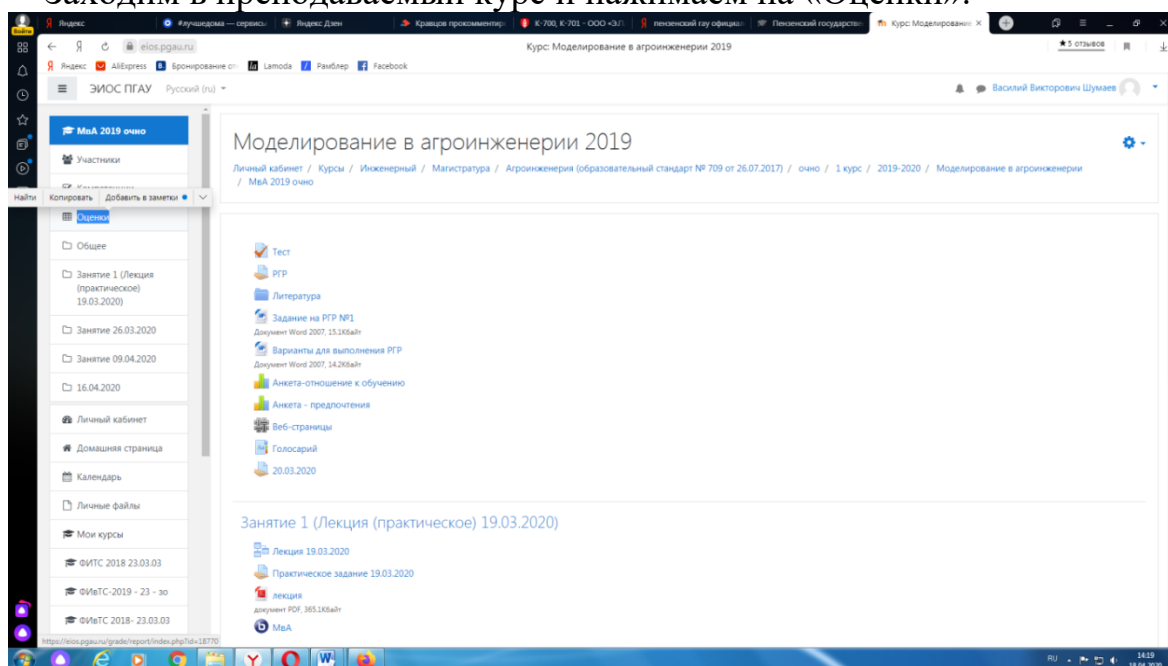 Заходим в преподаваемый курс и нажимаем на «Оценки».
Войти
Яндекс
#лучшедома — сервисы
Яндекс Дзен
Кравцов прокомментир
К-700, К-701 - ООО «З.П
пензенский гау официал
Пензенский государстве
Курс: Моделирование
eios.pgau.ru
Курс: Моделирование в агроинженерии 2019
★5 отзывов
Яндекс
AliExpress
Бронирование от
Lamoda
Рамблер
Facebook
ЭИОС ПГАУ
Русский (ru)
Василий Викторович Шумаев
МвА 2019 очно
Участники
Компетенции
Найти
Копировать
Добавить в заметки
Оценки
Общее
Занятие 1 (Лекция
(практическое)
19.03.2020)
Занятие 26.03.2020
Занятие 09.04.2020
16.04.2020
Личный кабинет
Домашняя страница
Календарь
Личные файлы
Мои курсы
ФИТС 2018 23.03.03
ФИвТС-2019 - 23 - зо
ФИвТС 2018- 23.03.03
https://eios.pgau.ru/grade/report/index.php?id=18770
Моделирование в агроинженерии 2019
Личный кабинет / Курсы / Инженерный / Магистратура / Агроинженерия (образовательный стандарт № 709 от 26.07.2017) / очно / 1 курс / 2019-2020 / Моделирование в агроинженерии
/ МвА 2019 очно
Тест
РГР
Литература
Задание на РГР №1
Документ Word 2007, 15.1Кбайт
Варианты для выполнения РГР
Документ Word 2007, 14.2Кбайт
Анкета-отношение к обучению
Анкета - предпочтения
Веб-страницы
Голосарий
20.03.2020
Занятие 1 (Лекция (практическое) 19.03.2020)
Лекция 19.03.2020
Практическое задание 19.03.2020
лекция
документ PDF, 365.1Кбайт
МвА
RU
14:19
18.04.2020